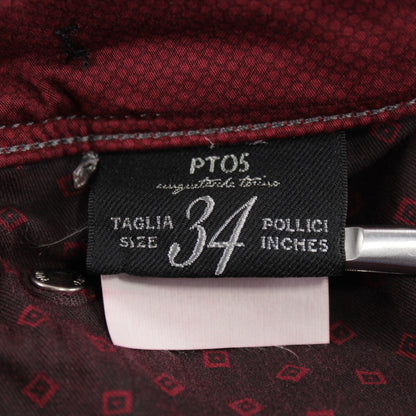 PT05
TAGLIA 34 POLLICI
SIZE INCHES